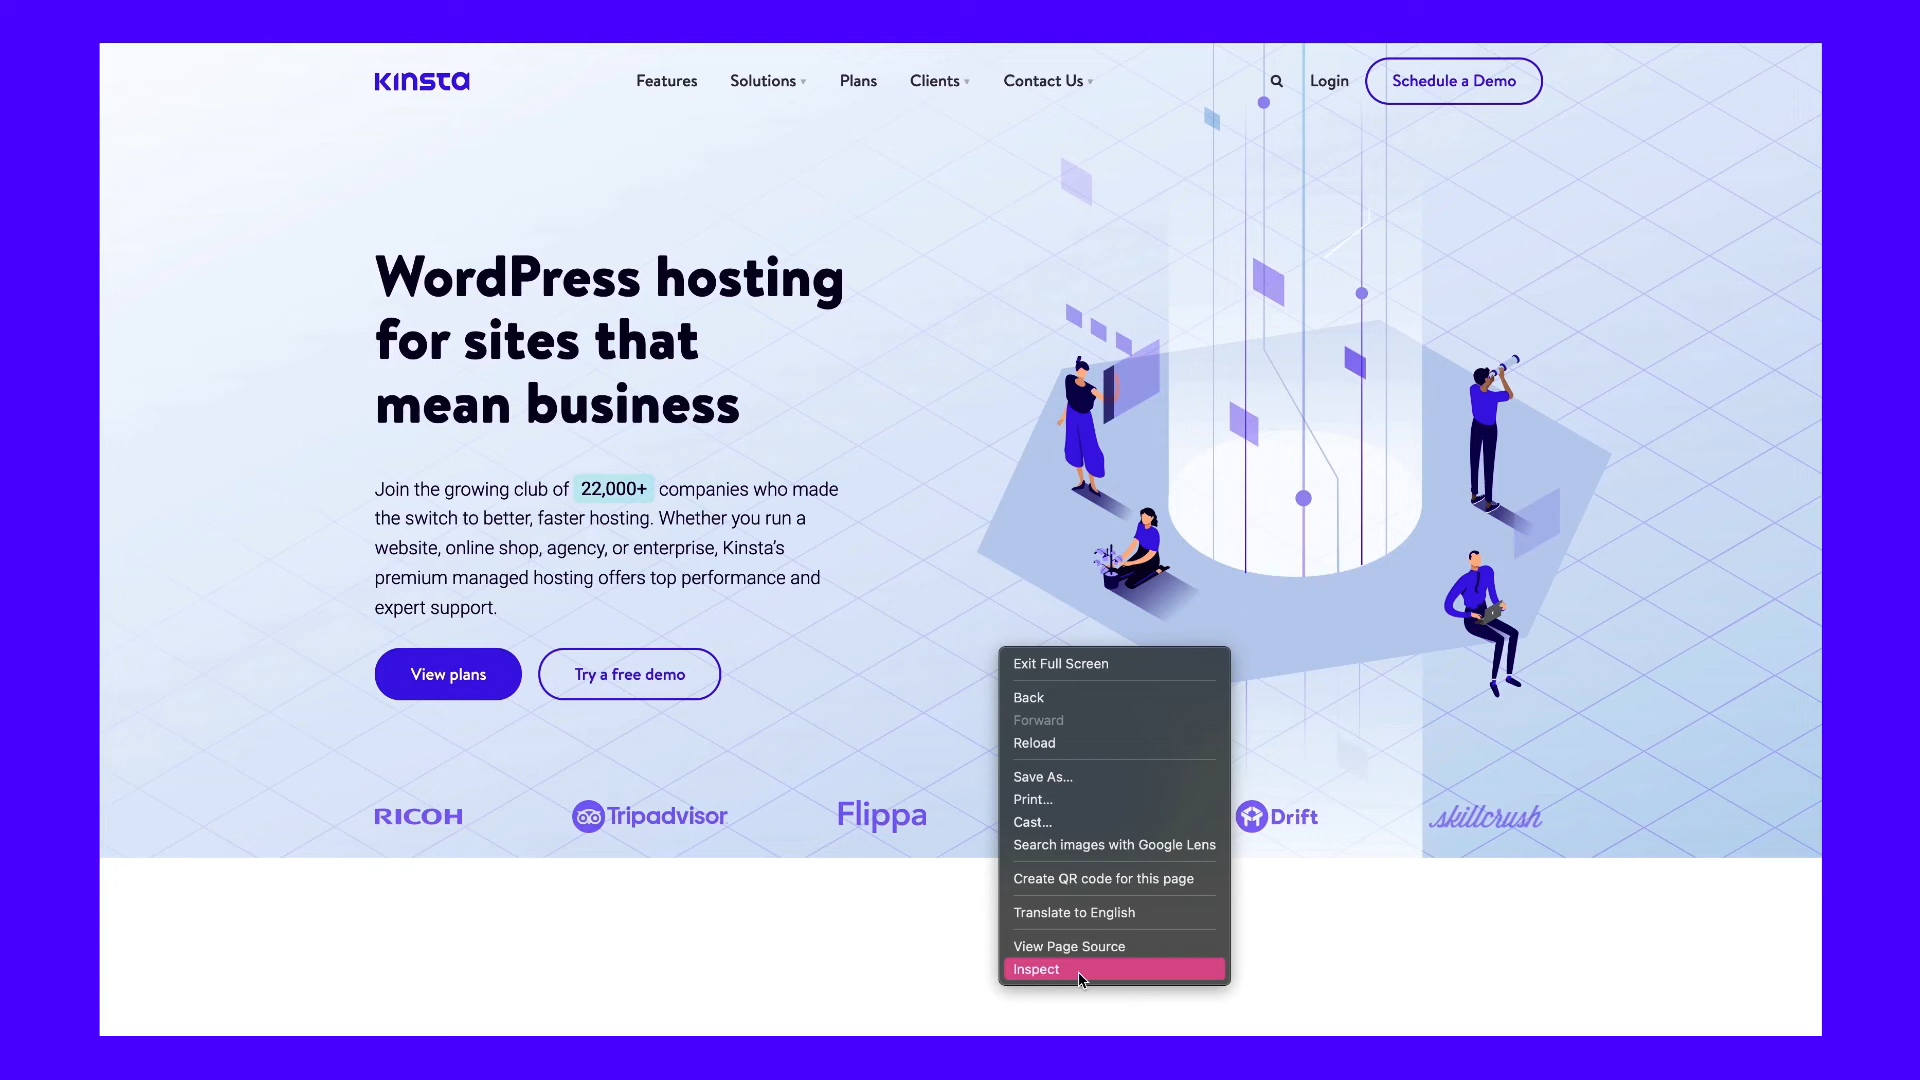 KINSTA
Features
Solutions
Plans
Clients
Contact Us
Login
Schedule a Demo
WordPress hosting
for sites that
mean business
Join the growing club of 22,000+ companies who made
the switch to better, faster hosting. Whether you run a
website, online shop, agency, or enterprise, Kinsta’s
premium managed hosting offers top performance and
expert support.
View plans
Try a free demo
RICOH
Tripadvisor
Flippa
Drift
skillcrush
Exit Full Screen
Back
Forward
Reload
Save As...
Print...
Cast...
Search images with Google Lens
Create QR code for this page
Translate to English
View Page Source
Inspect